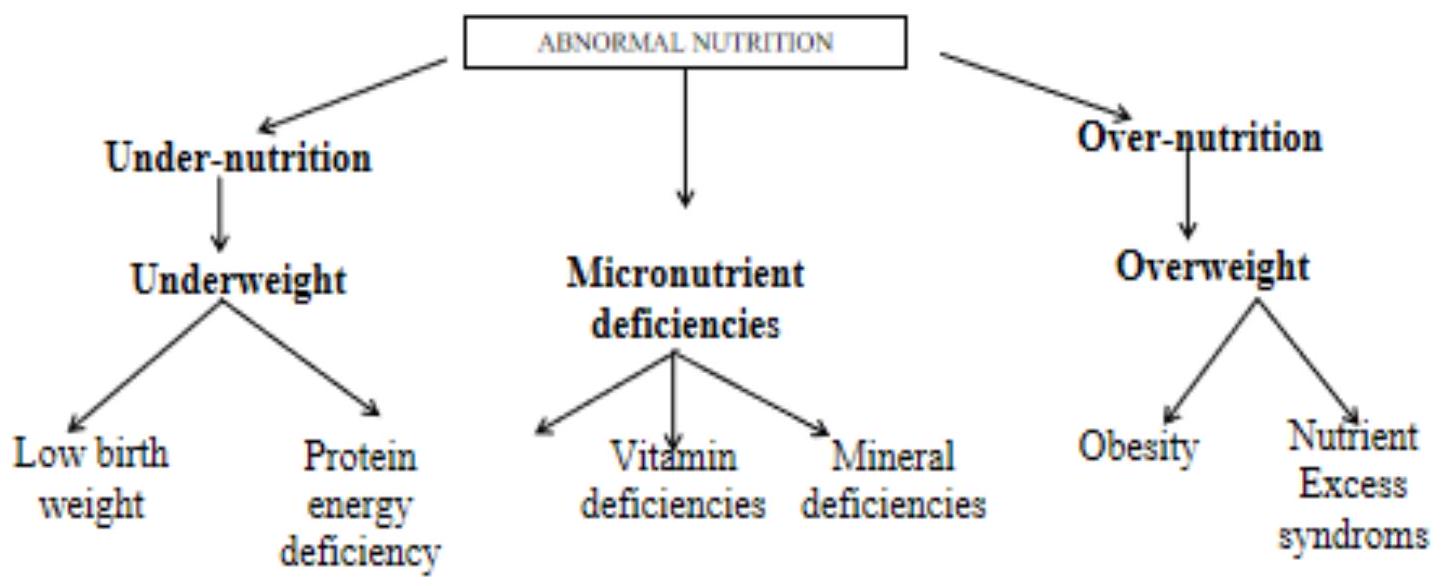 ABNORMAL NUTRITION
Under-nutrition
Over-nutrition
Underweight
Micronutrient
deficiencies
Overweight
Low birth
weight
Protein
energy
deficiency
Vitamin
deficiencies
Mineral
deficiencies
Obesity
Nutrient
Excess
syndroms